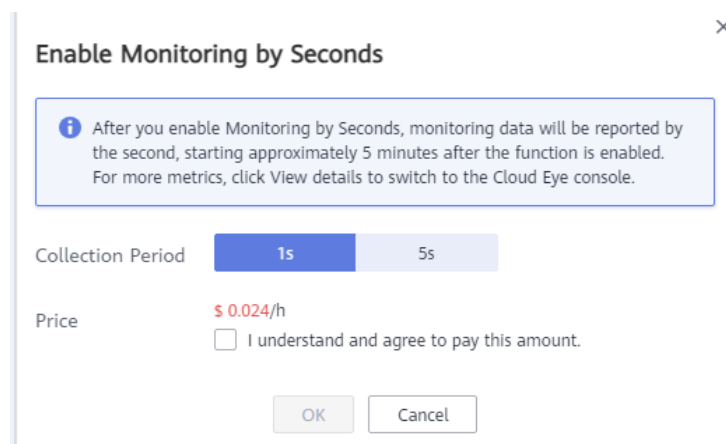 Enable Monitoring by Seconds
After you enable Monitoring by Seconds, monitoring data will be reported by
the second, starting approximately 5 minutes after the function is enabled.
For more metrics, click View details to switch to the Cloud Eye console.
Collection Period 1s 5s
Price $ 0.024/h
I understand and agree to pay this amount.
OK Cancel